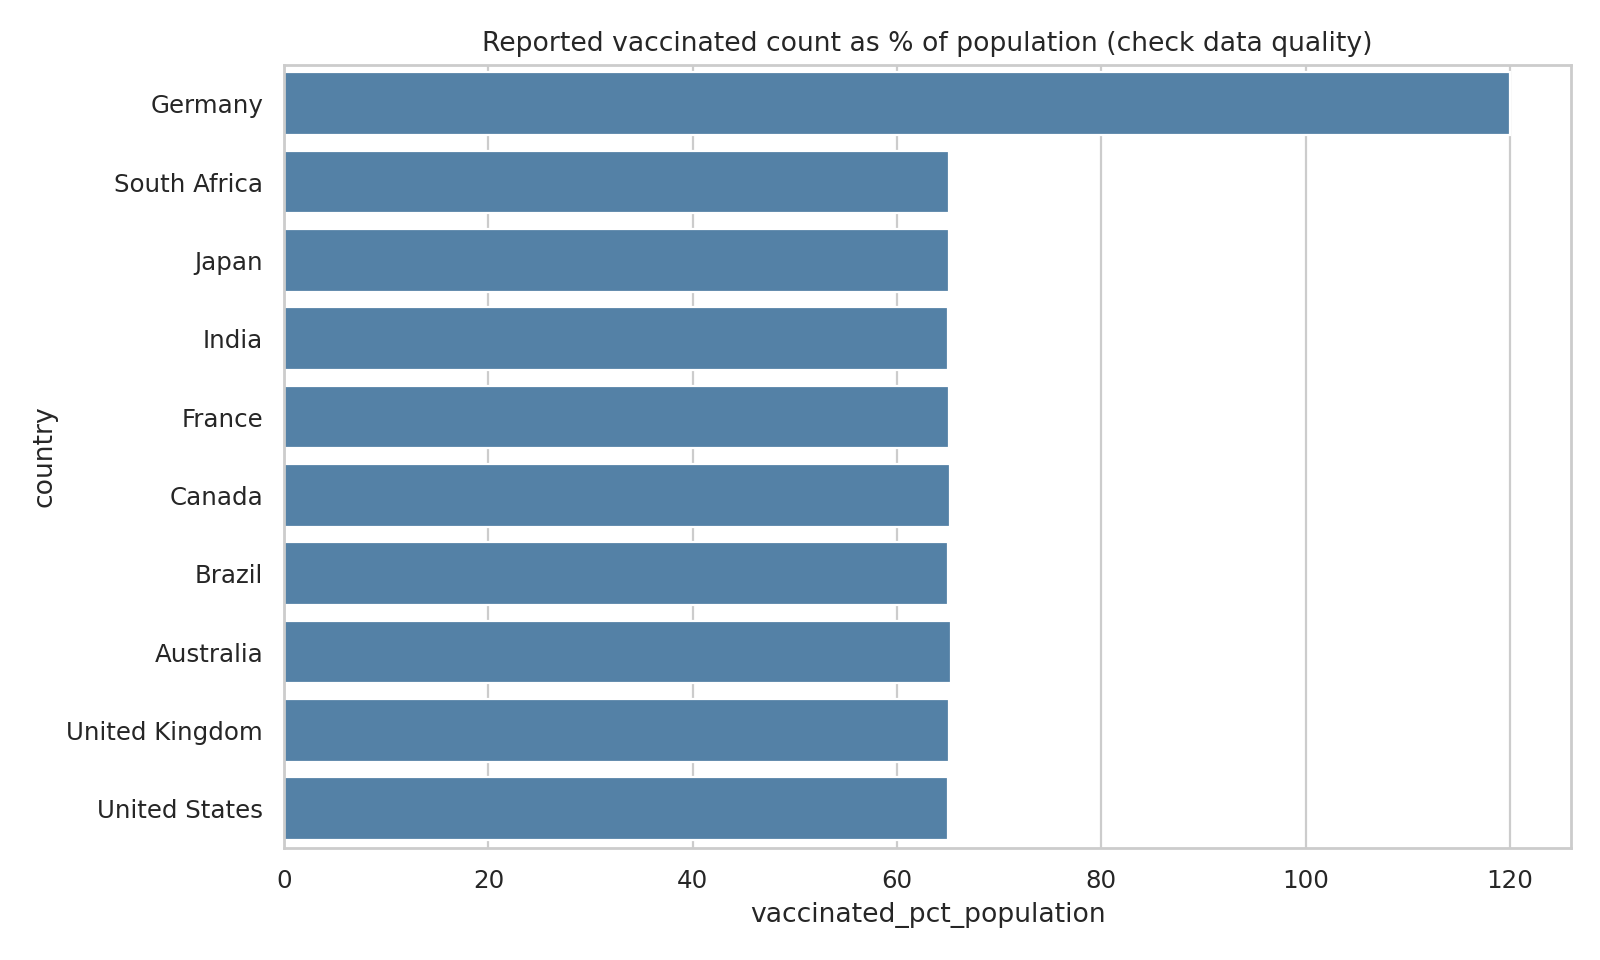 Reported vaccinated count as % of population (check data quality)
country
Germany
South Africa
Japan
India
France
Canada
Brazil
Australia
United Kingdom
United States
0 20 40 60 80 100 120
vaccinated_pct_population